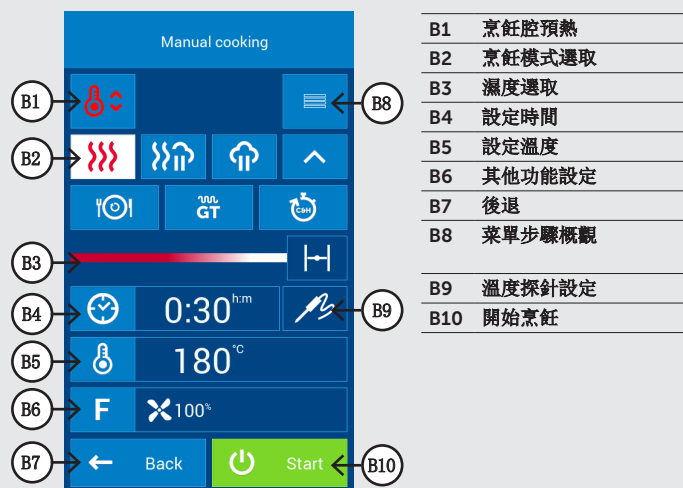 Manual cooking
B1
B8
B2
GT
C&H
B3
B4
0:30 h:m
B9
B5
180 °C
B6
F
100%
B7
Back
Start
B10
B1 烹飪腔預熱
B2 烹飪模式選取
B3 濕度選取
B4 設定時間
B5 設定溫度
B6 其他功能設定
B7 後退
B8 菜單步驟概觀
B9 溫度探針設定
B10 開始烹飪